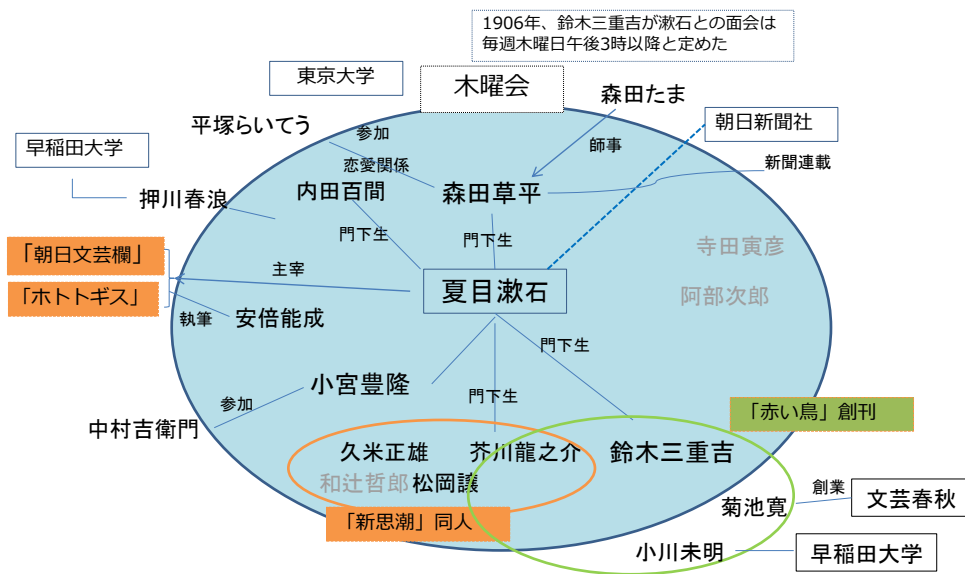 1906年、鈴木三重吉が漱石との面会は
毎週木曜日午後3時以降と定めた
東京大学
木曜会
森田たま
平塚らいてう
参加
朝日新聞社
早稲田大学
師事
恋愛関係
新聞連載
押川春浪
内田百間
森田草平
門下生
門下生
寺田寅彦
「朝日文芸欄」
主宰
夏目漱石
阿部次郎
「ホトトギス」
執筆
安倍能成
門下生
小宮豊隆
門下生
参加
「赤い鳥」創刊
中村吉衛門
久米正雄
芥川龍之介
鈴木三重吉
和辻哲郎
松岡譲
創業
菊池寛
文芸春秋
「新思潮」同人
小川未明
早稲田大学